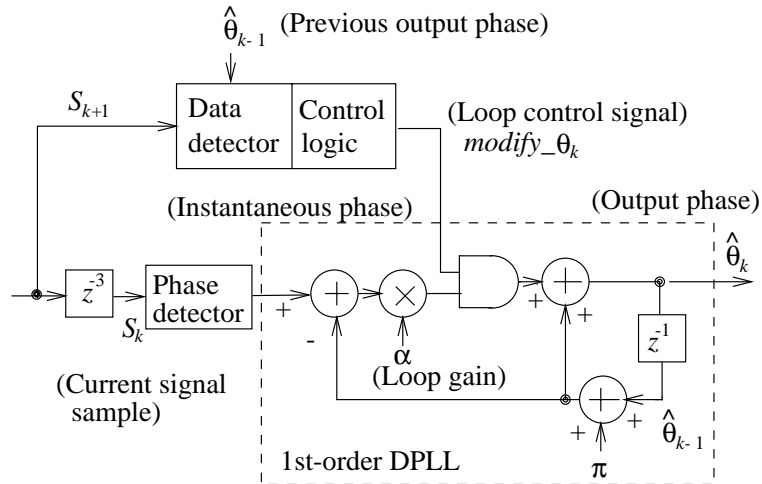 θ̂k-1 (Previous output phase)
Sk+1
Data detector
Control logic
(Loop control signal)
modify_θk
(Instantaneous phase)
(Output phase)
θ̂k
z-3
Phase detector
Sk
+
-
+
×
α
(Loop gain)
+
+
+
z-1
(Current signal
sample)
+
+
+
θ̂k-1
π
1st-order DPLL